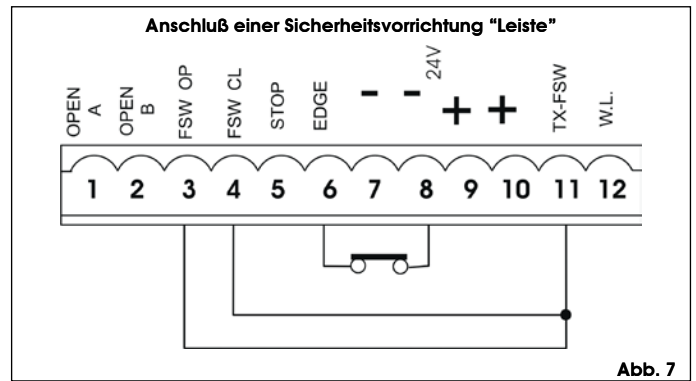 Anschluß einer Sicherheitsvorrichtung “Leiste”
OPEN A
OPEN B
FSW OP
FSW CL
STOP
EDGE
- - 24V + +
TX-FSW
W.L.
1 2 3 4 5 6 7 8 9 10 11 12
Abb. 7